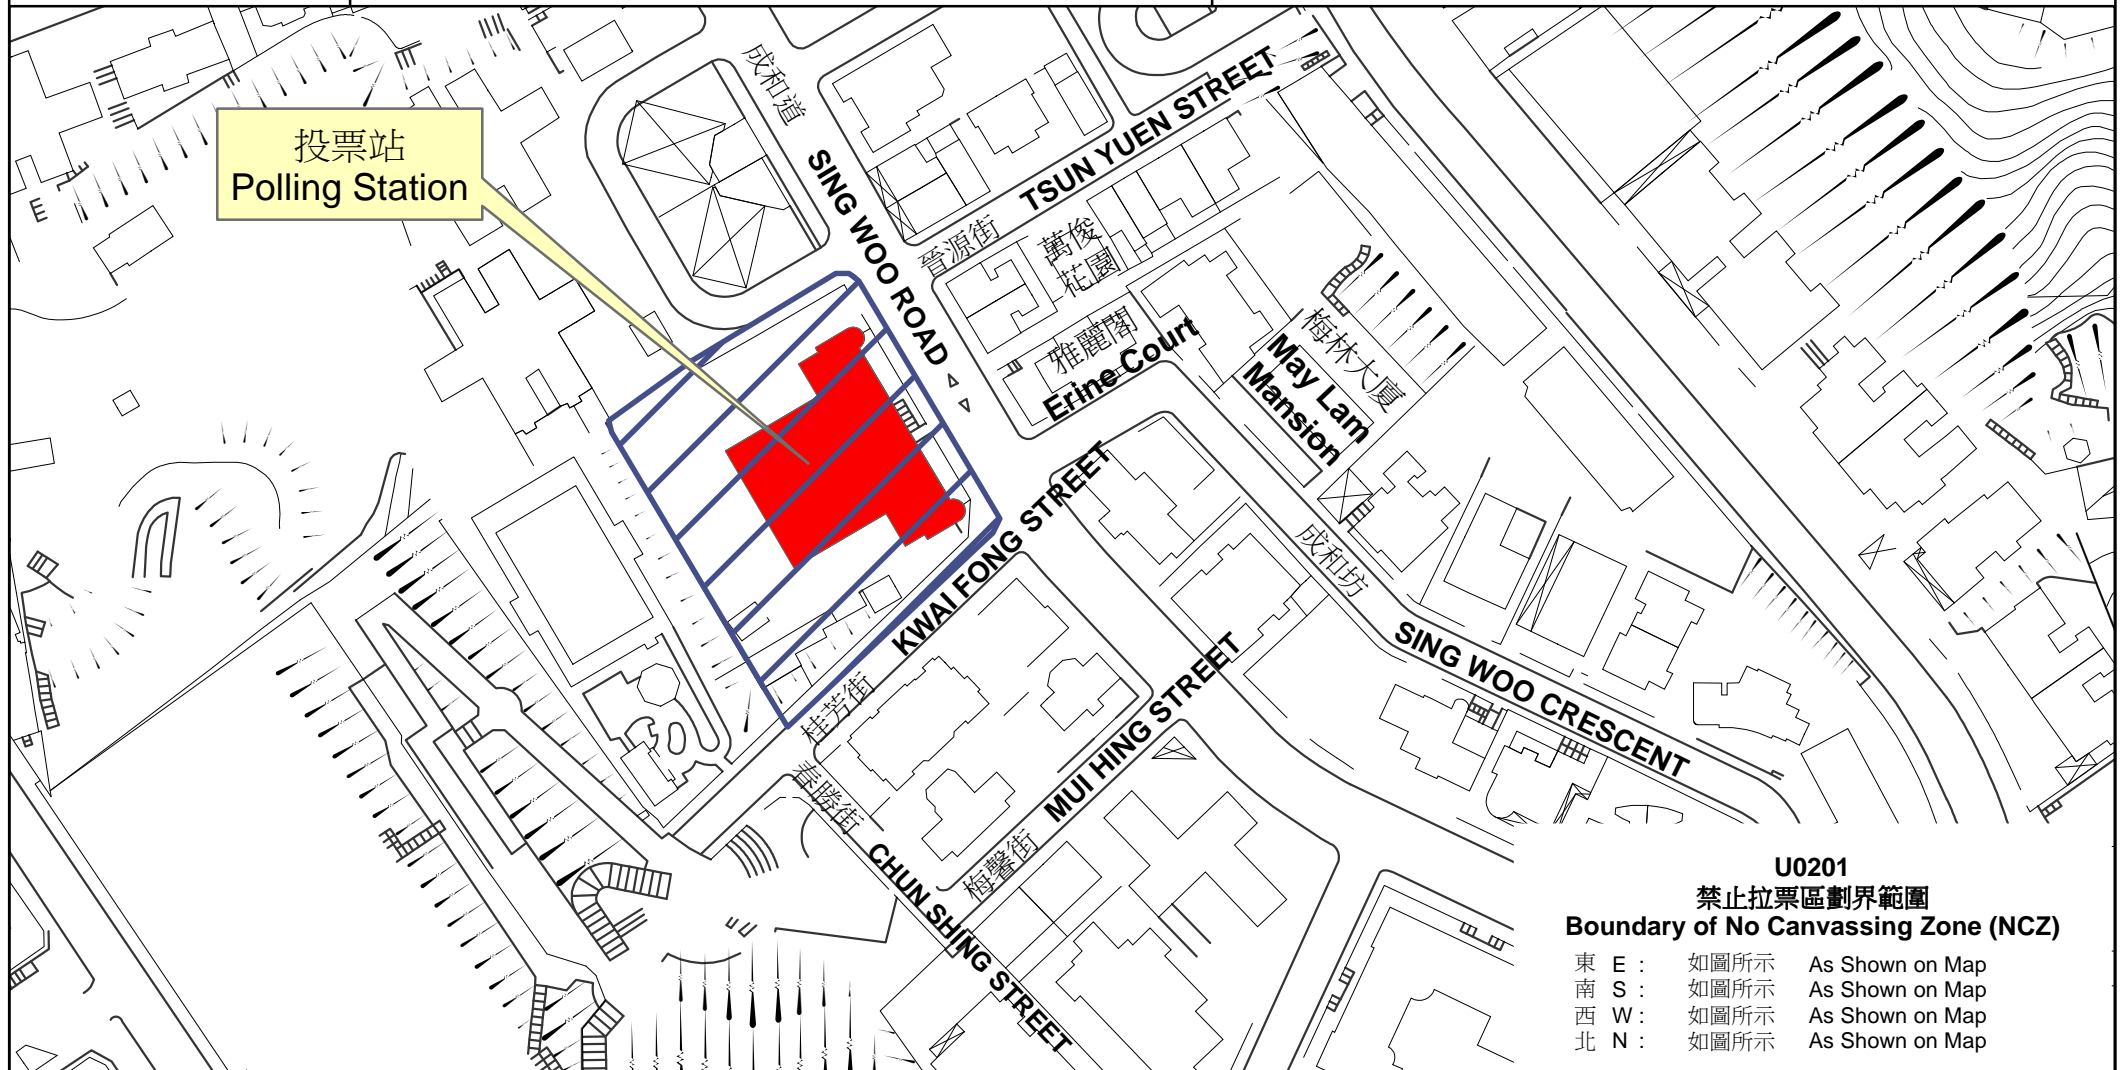 投票站
Polling Station
成和道
SING WOO ROAD
TSUN YUEN STREET
晉源街
萬俊
花園
雅麗閣
Erine Court
梅林大廈
May Lam
Mansion
KWAI FONG STREET
桂芳街
成和坊
SING WOO CRESCENT
MUI HING STREET
梅馨街
春勝街
CHUN SHING STREET
U0201
禁止拉票區劃界範圍
Boundary of No Canvassing Zone (NCZ)
東 E : 如圖所示 As Shown on Map
南 S : 如圖所示 As Shown on Map
西 W : 如圖所示 As Shown on Map
北 N : 如圖所示 As Shown on Map